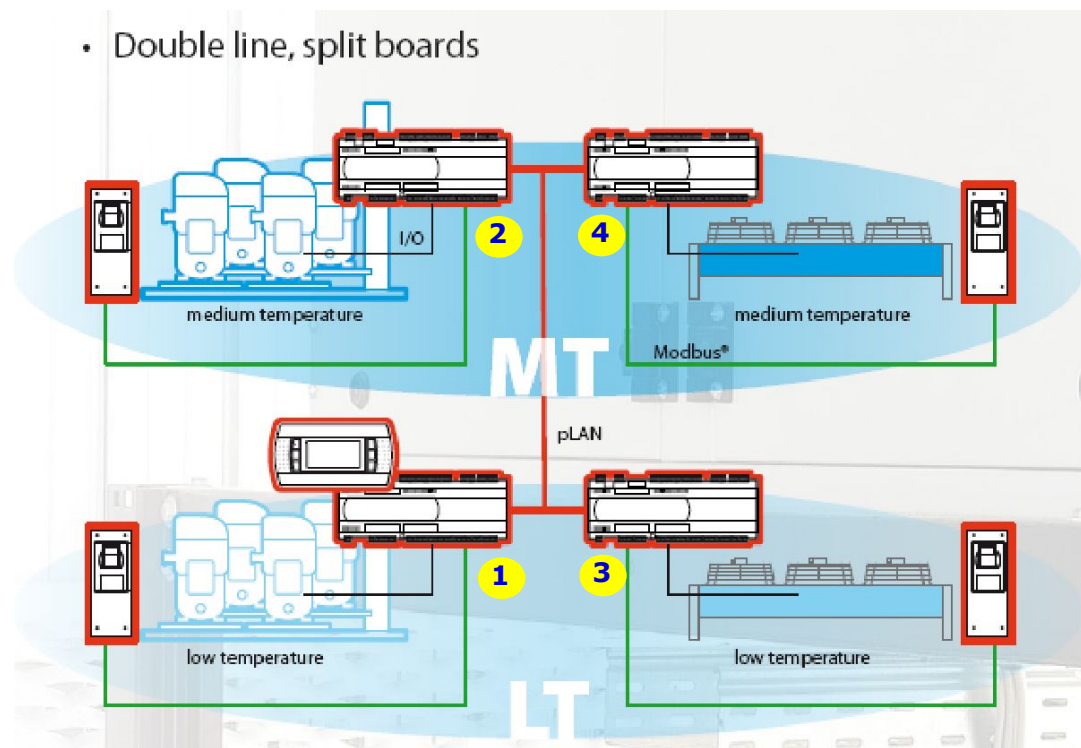 • Double line, split boards
I/O
2
4
medium temperature
medium temperature
Modbus®
MT
pLAN
1
3
low temperature
low temperature
LT